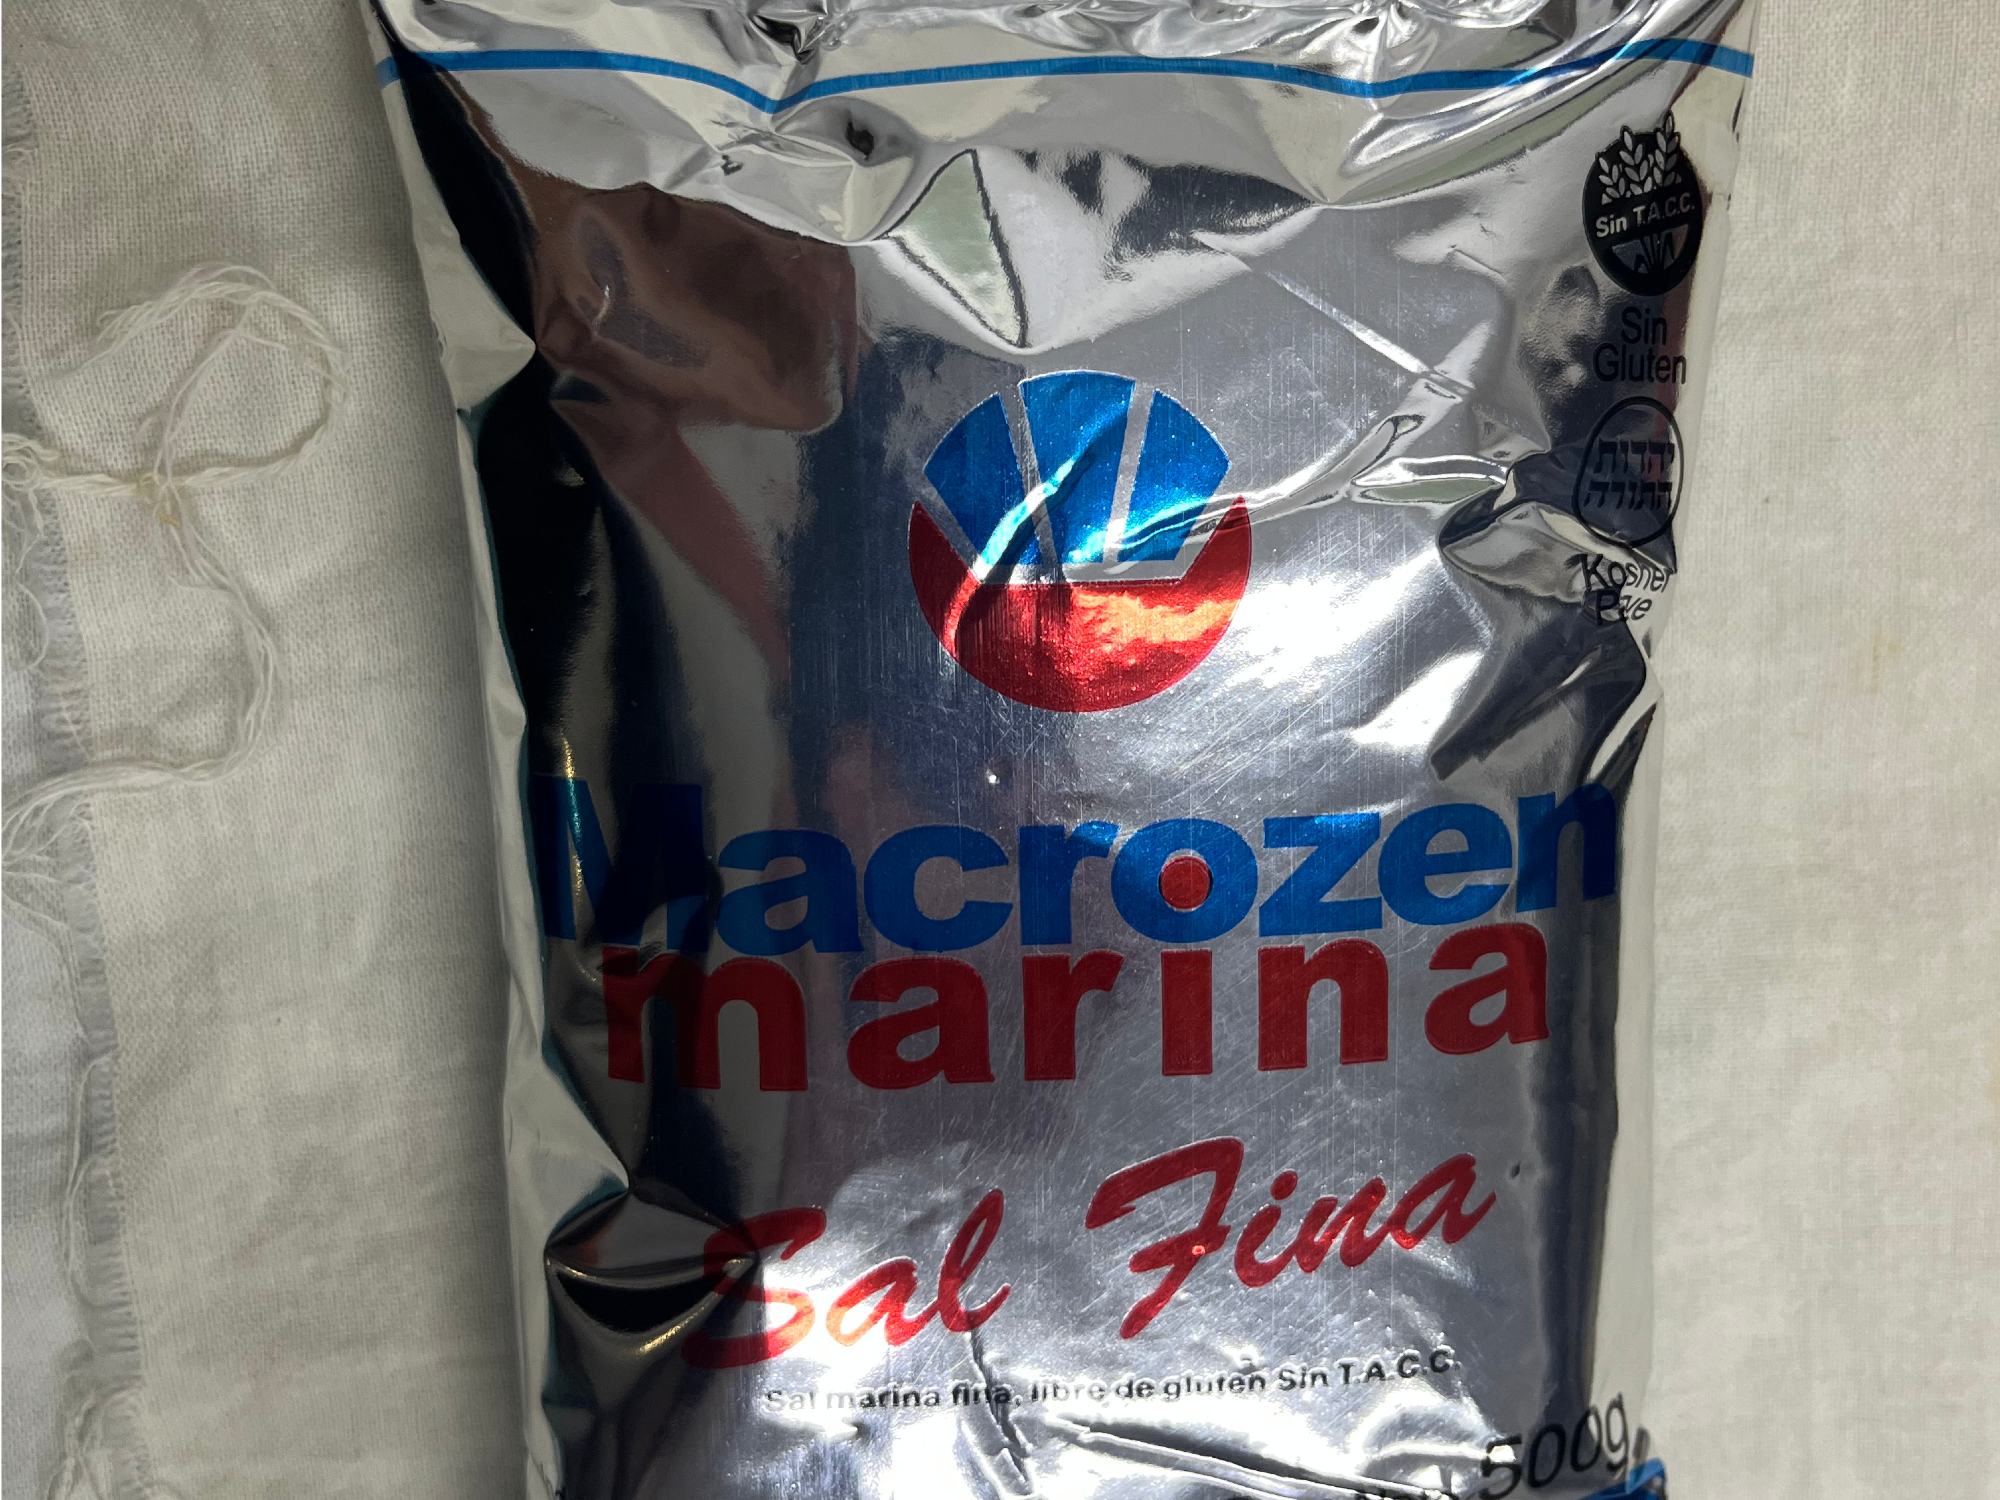 Sin T.A.C.C.
Sin
Gluten
יהדות
התורה
Kosher
Macrozen
marina
Sal Fina
Sal marina fina, libre de gluten Sin T.A.C.C.
500g